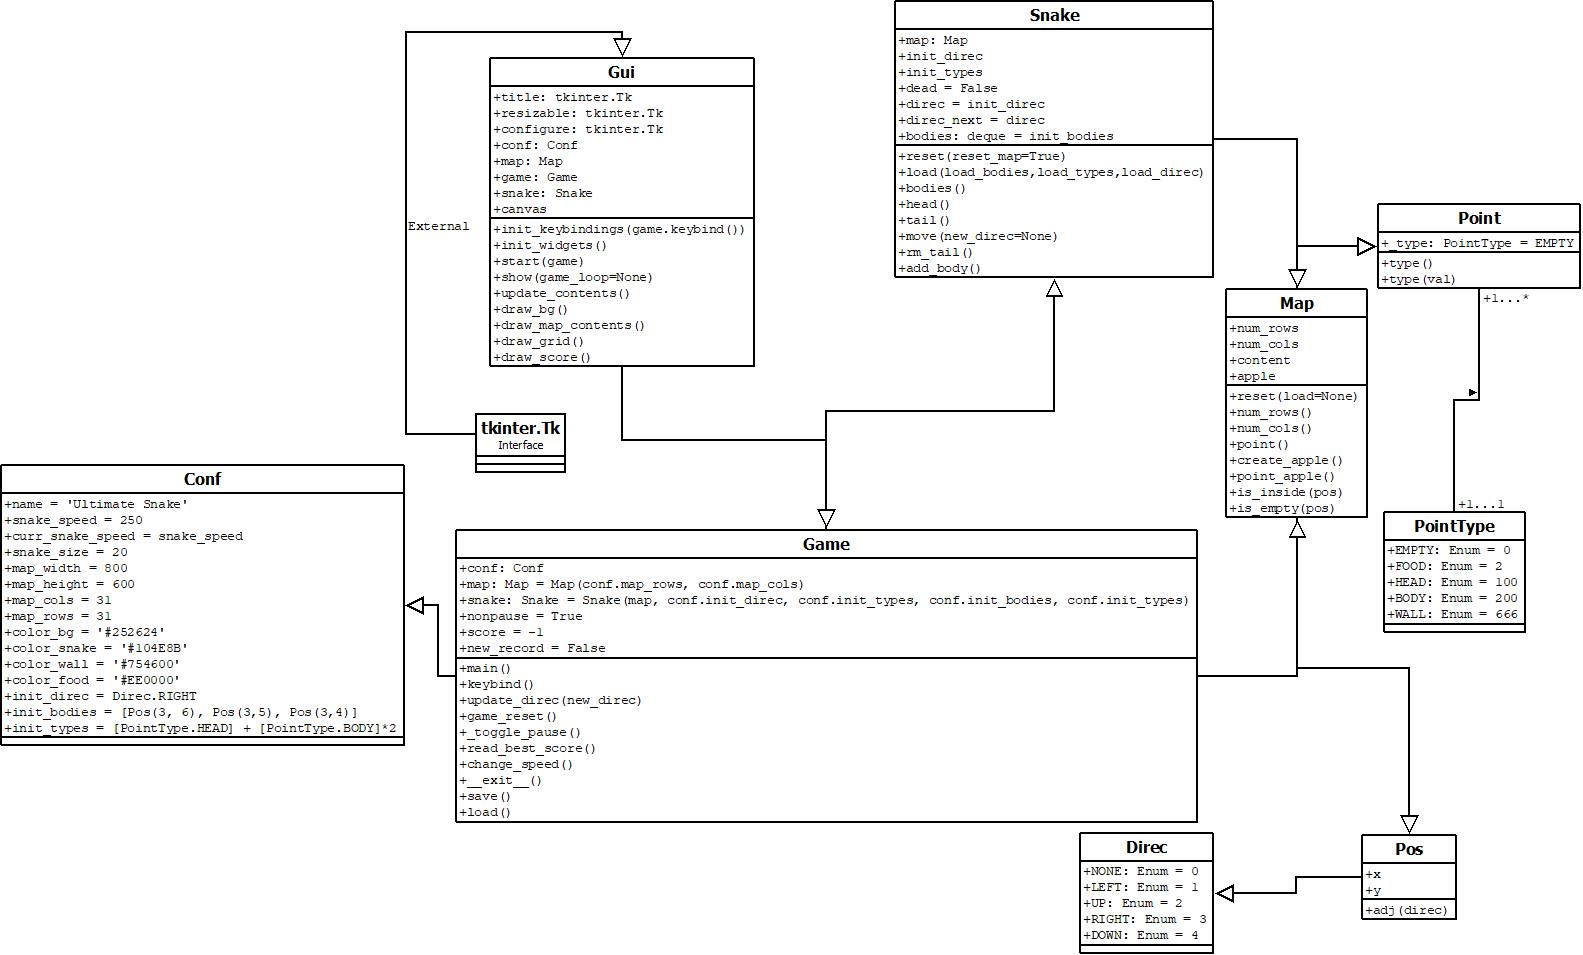 Snake
+map: Map
+init_direc
+init_types
+dead = False
+direc = init_direc
+direc_next = direc
+bodies: deque = init_bodies
+reset(reset_map=True)
+load(load_bodies,load_types,load_direc)
+bodies()
+head()
+tail()
+move(new_direc=None)
+rm_tail()
+add_body()
Gui
+title: tkinter.Tk
+resizable: tkinter.Tk
+configure: tkinter.Tk
+conf: Conf
+map: Map
+game: Game
+snake: Snake
+canvas
+init_keybindings(game.keybind())
+init_widgets()
+start(game)
+show(game_loop=None)
+update_contents()
+draw_bg()
+draw_map_contents()
+draw_grid()
+draw_score()
External
Point
+_type: PointType = EMPTY
+type()
+type(val)
+1...*
Map
+num_rows
+num_cols
+content
+apple
+reset(load=None)
+num_rows()
+num_cols()
+point()
+create_apple()
+point_apple()
+is_inside(pos)
+is_empty(pos)
tkinter.Tk
Interface
Conf
+name = 'Ultimate Snake'
+snake_speed = 250
+curr_snake_speed = snake_speed
+snake_size = 20
+map_width = 800
+map_height = 600
+map_cols = 31
+map_rows = 31
+color_bg = '#252624'
+color_snake = '#104E8B'
+color_wall = '#754600'
+color_food = '#EE0000'
+init_direc = Direc.RIGHT
+init_bodies = [Pos(3, 6), Pos(3,5), Pos(3,4)]
+init_types = [PointType.HEAD] + [PointType.BODY]*2
+1...1
PointType
+EMPTY: Enum = 0
+FOOD: Enum = 2
+HEAD: Enum = 100
+BODY: Enum = 200
+WALL: Enum = 666
Game
+conf: Conf
+map: Map = Map(conf.map_rows, conf.map_cols)
+snake: Snake = Snake(map, conf.init_direc, conf.init_types, conf.init_bodies, conf.init_types)
+nonpause = True
+score = -1
+new_record = False
+main()
+keybind()
+update_direc(new_direc)
+game_reset()
+_toggle_pause()
+read_best_score()
+change_speed()
+__exit__()
+save()
+load()
Direc
+NONE: Enum = 0
+LEFT: Enum = 1
+UP: Enum = 2
+RIGHT: Enum = 3
+DOWN: Enum = 4
Pos
+x
+y
+adj(direc)